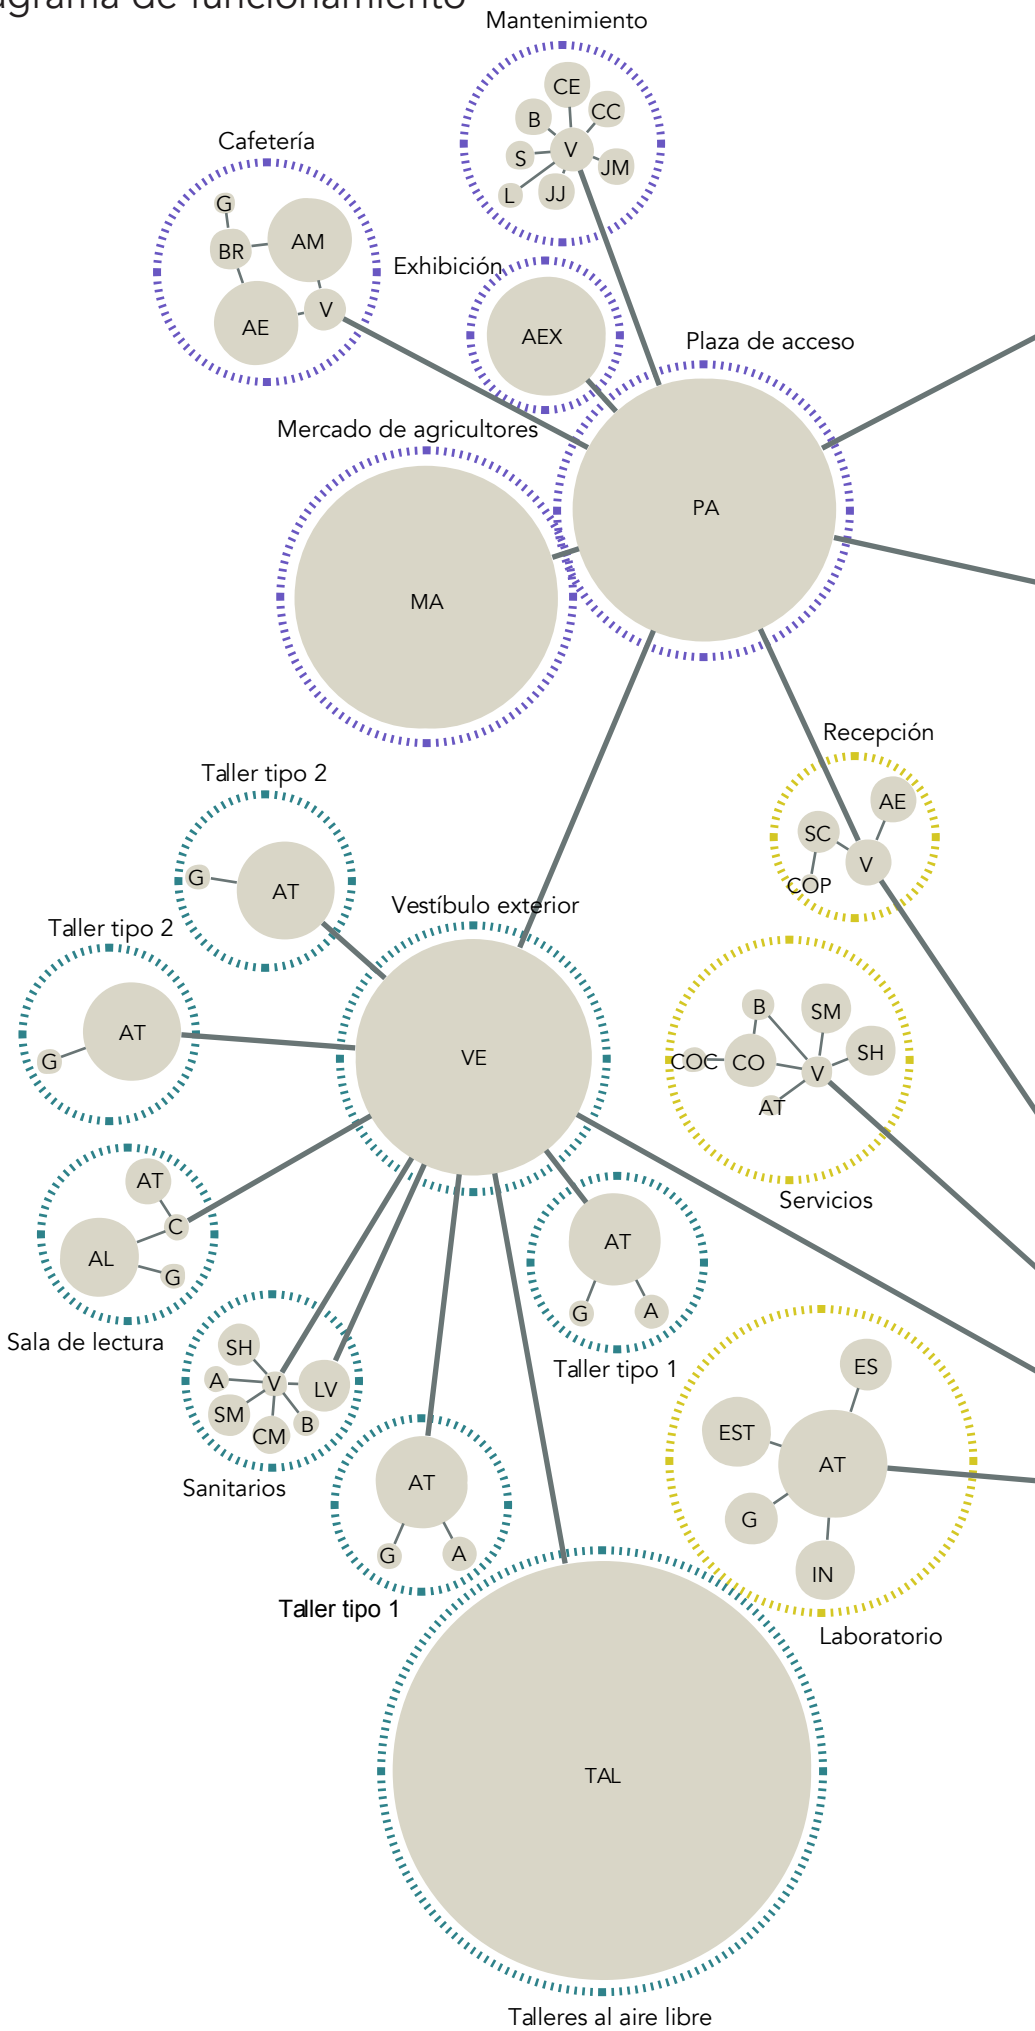 agrama de funcionamiento
Mantenimiento
CE
CC
B
V
S
JM
L
JJ
Cafetería
G
BR
AM
V
AE
Exhibición
AEX
Plaza de acceso
PA
Mercado de agricultores
MA
Recepción
AE
SC
V
COP
Taller tipo 2
G
AT
Vestíbulo exterior
VE
Taller tipo 2
AT
G
B
SM
SH
COC
CO
V
AT
Servicios
AT
C
AL
G
Sala de lectura
AT
G
A
Taller tipo 1
SH
A
V
LV
SM
B
CM
Sanitarios
ES
EST
AT
G
IN
Laboratorio
AT
G
A
Taller tipo 1
TAL
Talleres al aire libre